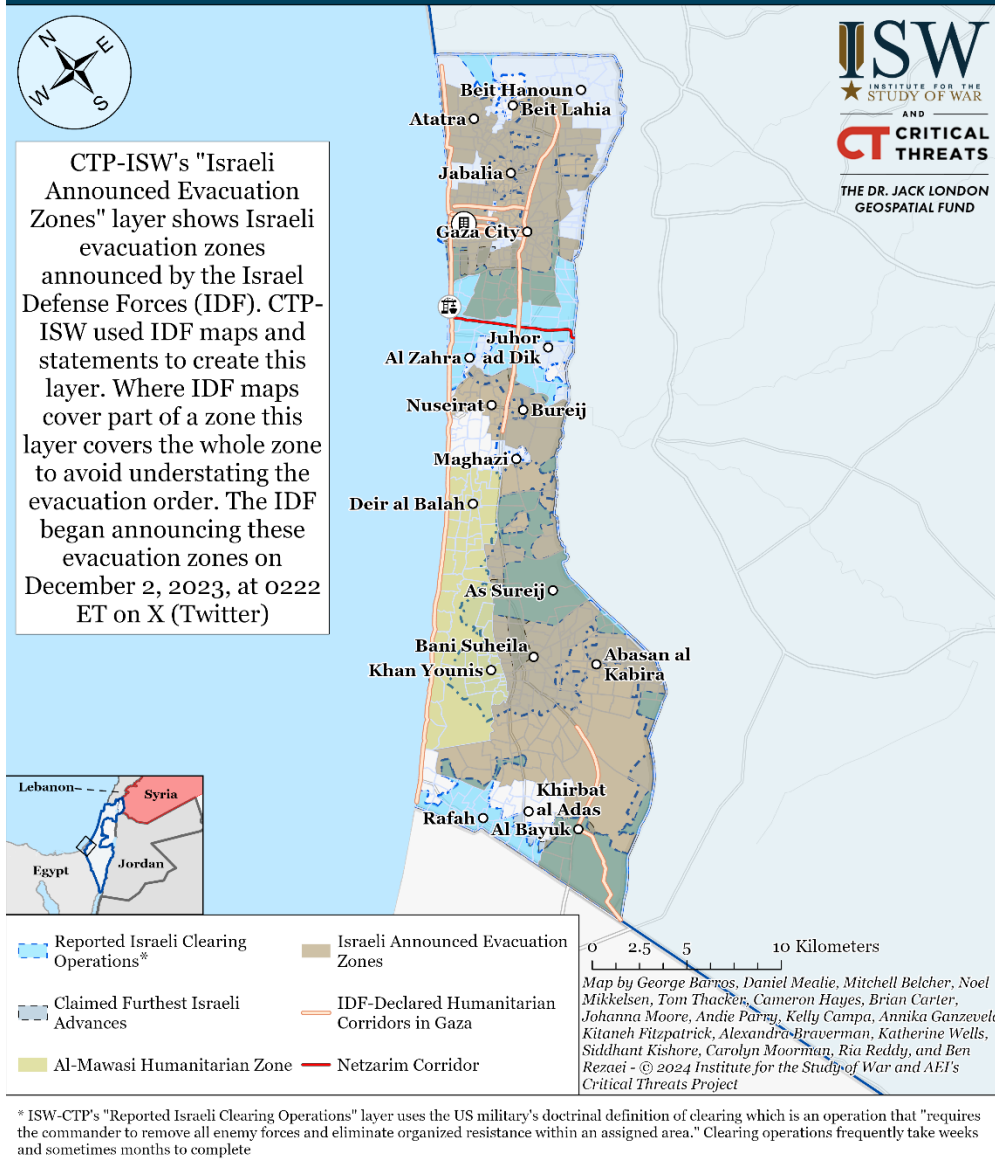 N
E
W
S
ISW
INSTITUTE FOR THE
STUDY OF WAR
AND
CT CRITICAL
THREATS
THE DR. JACK LONDON
GEOSPATIAL FUND
CTP-ISW's "Israeli
Announced Evacuation
Zones" layer shows Israeli
evacuation zones
announced by the Israel
Defense Forces (IDF). CTP-
ISW used IDF maps and
statements to create this
layer. Where IDF maps
cover part of a zone this
layer covers the whole zone
to avoid understating the
evacuation order. The IDF
began announcing these
evacuation zones on
December 2, 2023, at 0222
ET on X (Twitter)
Beit Hanoun
Beit Lahia
Atatra
Jabalia
Gaza City
Juhor
ad Dik
Al Zahra
Nuseirat
Bureij
Maghazi
Deir al Balah
As Sureij
Bani Suheila
Abasan al
Kabira
Khan Younis
Khirbat
al Adas
Rafah
Al Bayuk
Lebanon
Syria
Egypt
Jordan
Reported Israeli Clearing
Operations*
Claimed Furthest Israeli
Advances
Al-Mawasi Humanitarian Zone
Israeli Announced Evacuation
Zones
IDF-Declared Humanitarian
Corridors in Gaza
Netzarim Corridor
0 2.5 5 10 Kilometers
Map by George Barros, Daniel Mealie, Mitchell Belcher, Noel
Mikkelsen, Tom Thacker, Cameron Hayes, Brian Carter,
Johanna Moore, Andie Parry, Kelly Campa, Annika Ganzeveld,
Kitaneh Fitzpatrick, Alexandra Braverman, Katherine Wells,
Siddhant Kishore, Carolyn Moorman, Ria Reddy, and Ben
Rezaei - © 2024 Institute for the Study of War and AEI's
Critical Threats Project
* ISW-CTP's "Reported Israeli Clearing Operations" layer uses the US military's doctrinal definition of clearing which is an operation that "requires
the commander to remove all enemy forces and eliminate organized resistance within an assigned area." Clearing operations frequently take weeks
and sometimes months to complete